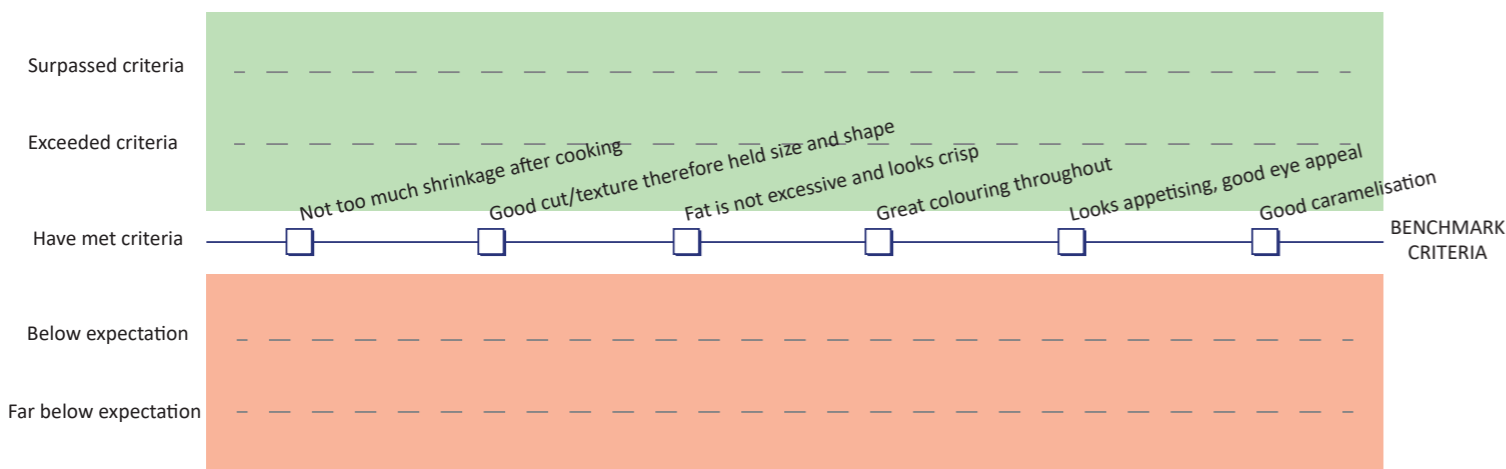 Surpassed criteria
Exceeded criteria
Not too much shrinkage after cooking
Good cut/texture therefore held size and shape
Fat is not excessive and looks crisp
Great colouring throughout
Looks appetising, good eye appeal
Good caramelisation
Have met criteria
BENCHMARK
CRITERIA
Below expectation
Far below expectation